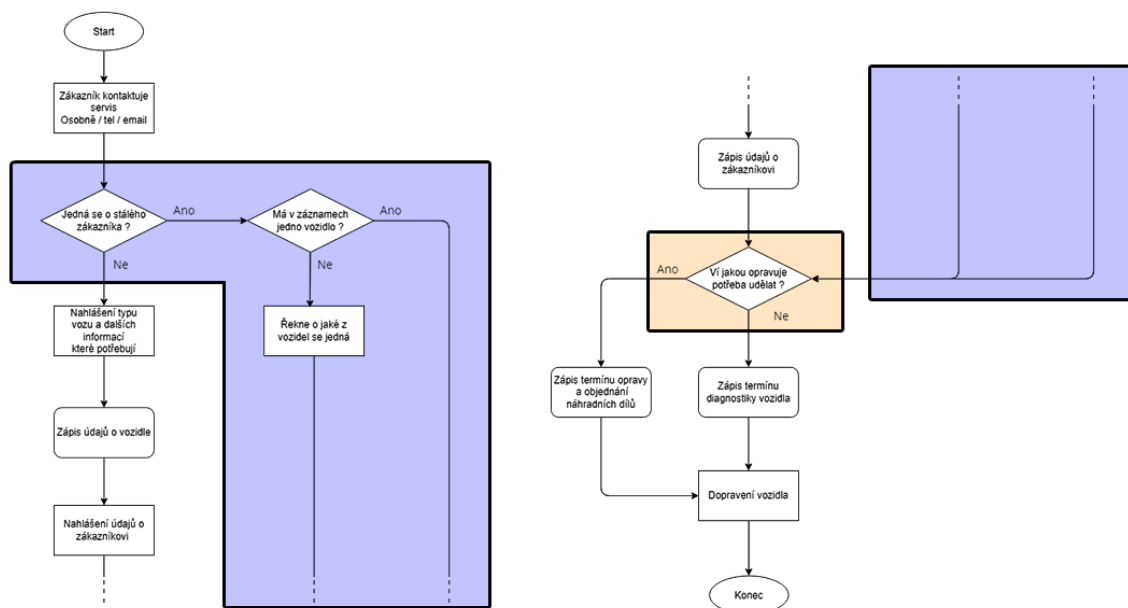 Start
Zákazník kontaktuje
servis
Osobně / tel / email
Jedná se o stálého
zákazníka ?
Ano
Ne
Má v záznamech
jedno vozidlo ?
Ano
Ne
Nahlášení typu
vozu a dalších
informací
které potřebují
Řekne o jaké z
vozidel se jedná
Zápis údajů o vozidle
Nahlášení údajů o
zákazníkovi
Zápis údajů o
zákazníkovi
Ví jakou opravuje
potřeba udělat ?
Ano
Ne
Zápis termínu opravy
a objednání
náhradních dílů
Zápis termínu
diagnostiky vozidla
Dopravení vozidla
Konec